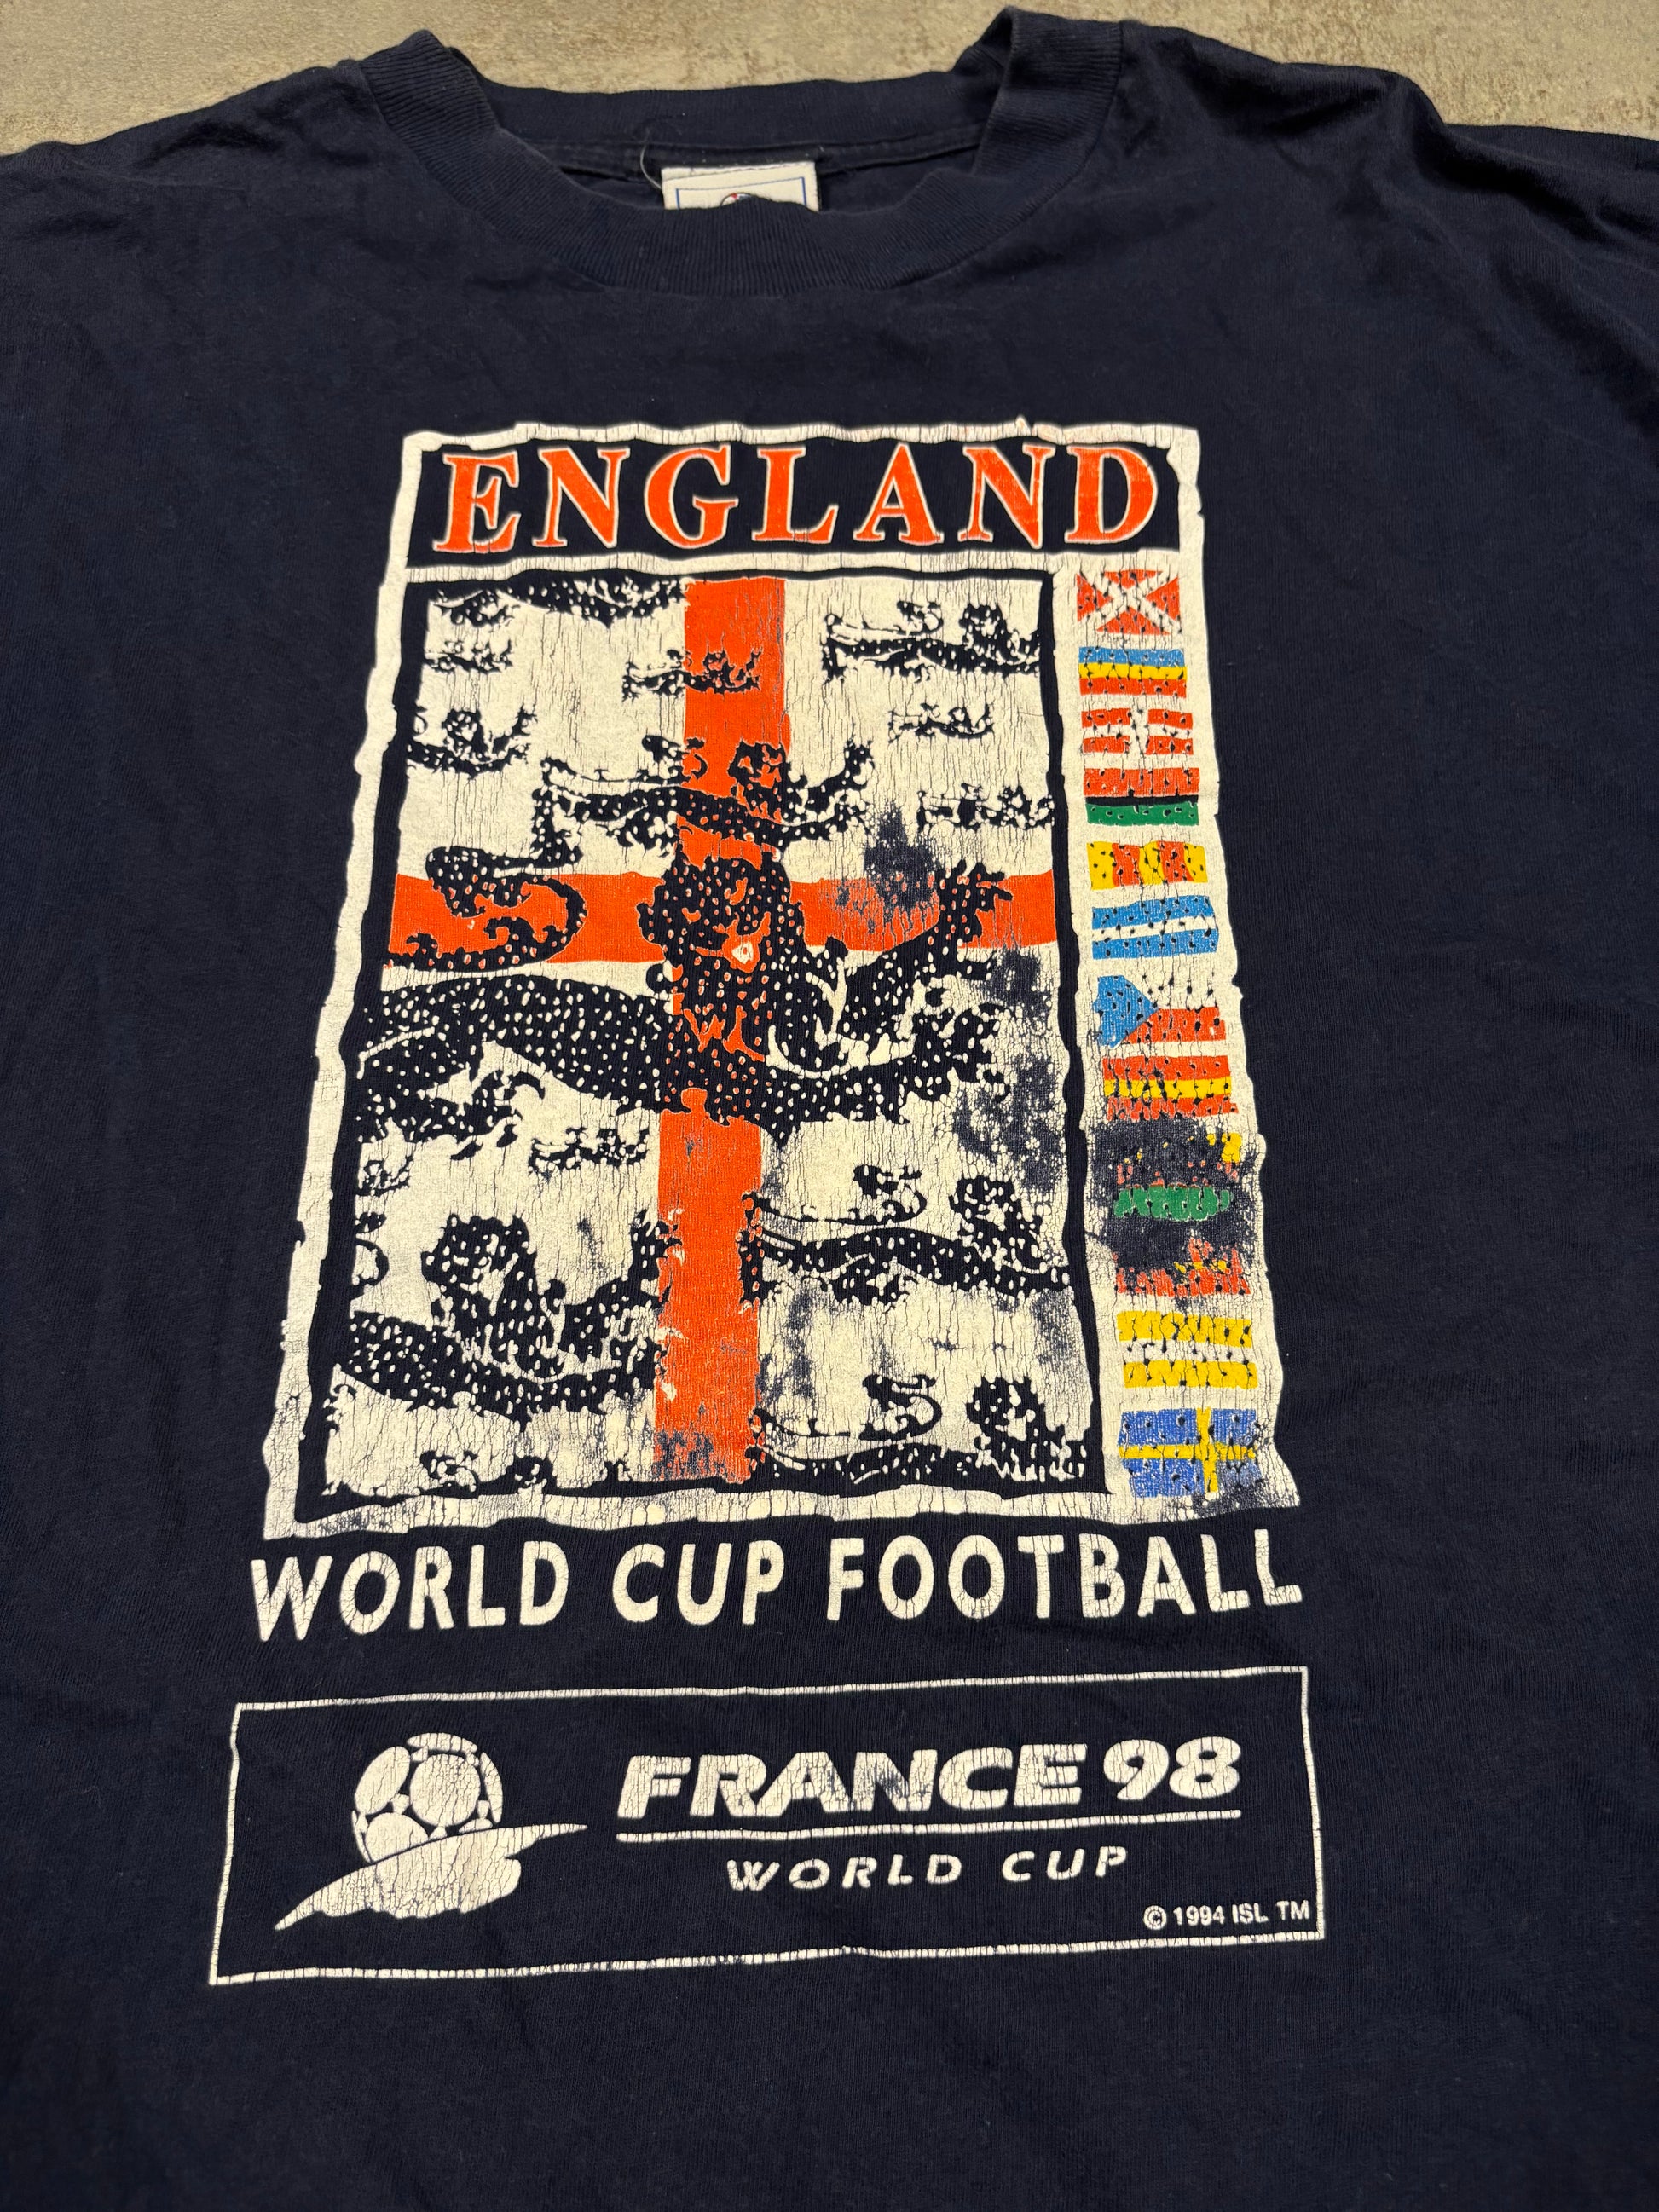 ENGLAND
WORLD CUP FOOTBALL
FRANCE 98
WORLD CUP
© 1994 ISL TM